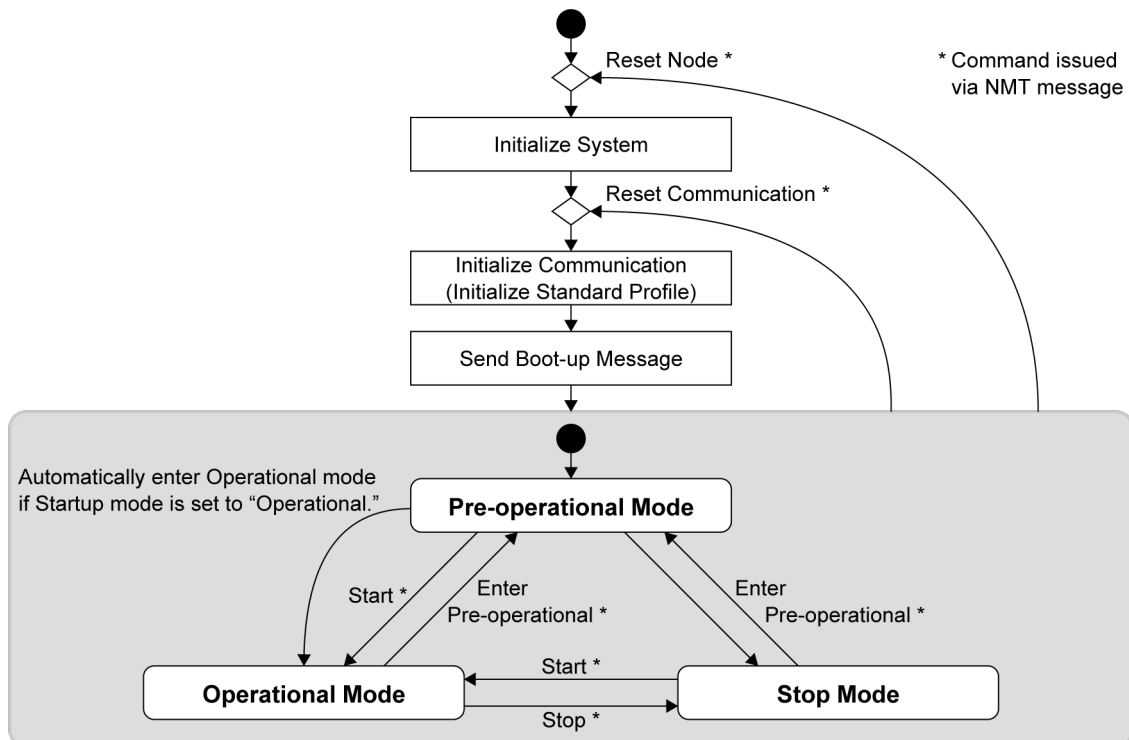 Reset Node *
* Command issued
via NMT message
Initialize System
Reset Communication *
Initialize Communication
(Initialize Standard Profile)
Send Boot-up Message
Automatically enter Operational mode
if Startup mode is set to “Operational.”
Pre-operational Mode
Start *
Enter
Pre-operational *
Enter
Pre-operational *
Operational Mode
Start *
Stop *
Stop Mode